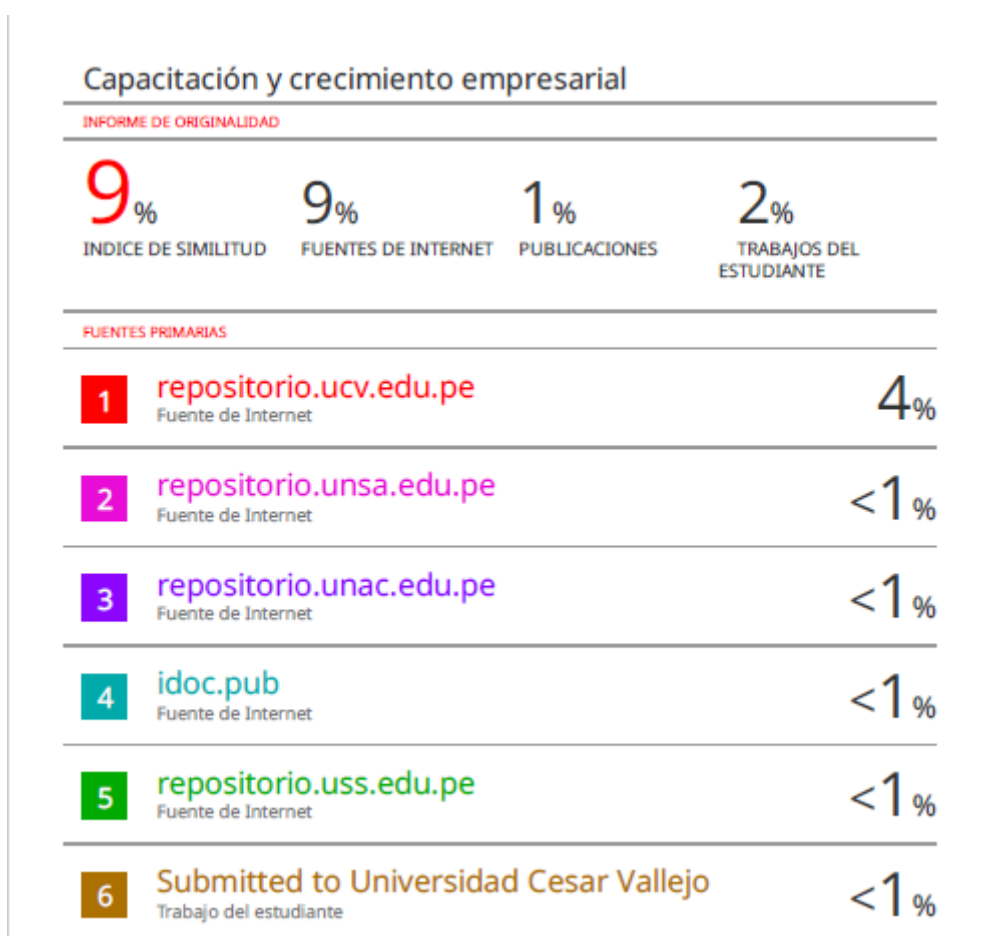 Capacitación y crecimiento empresarial
INFORME DE ORIGINALIDAD
9% 9% 1% 2%
INDICE DE SIMILITUD FUENTES DE INTERNET PUBLICACIONES TRABAJOS DEL
ESTUDIANTE
FUENTES PRIMARIAS
1 repositorio.ucv.edu.pe 4%
Fuente de Internet
2 repositorio.unsa.edu.pe <1%
Fuente de Internet
3 repositorio.unac.edu.pe <1%
Fuente de Internet
4 idoc.pub <1%
Fuente de Internet
5 repositorio.uss.edu.pe <1%
Fuente de Internet
6 Submitted to Universidad Cesar Vallejo <1%
Trabajo del estudiante